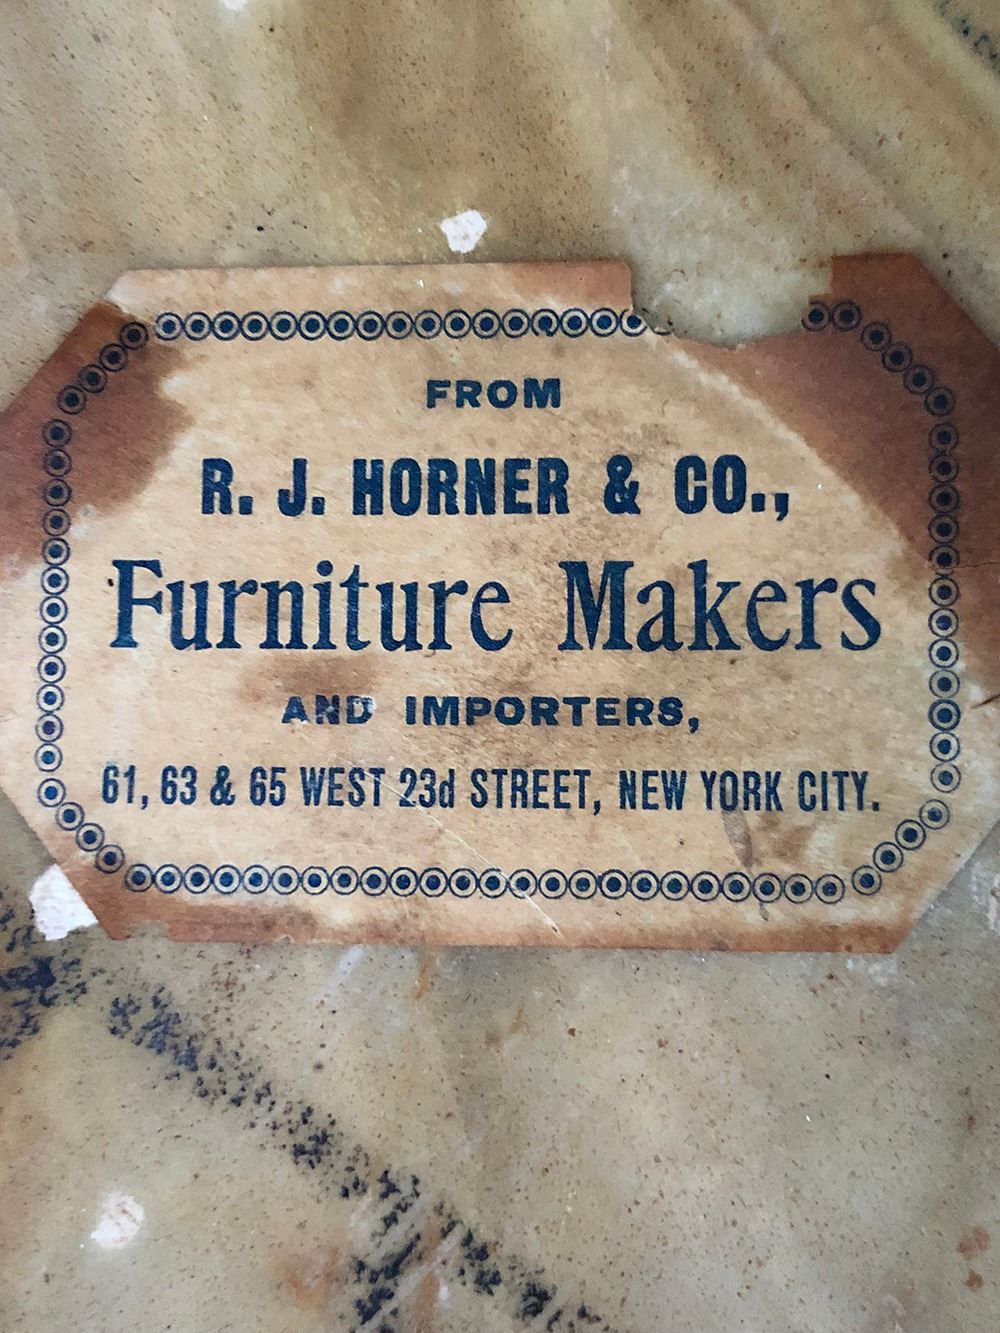 FROM
R. J. HORNER & CO.,
Furniture Makers
AND IMPORTERS,
61, 63 & 65 WEST 23d STREET, NEW YORK CITY.